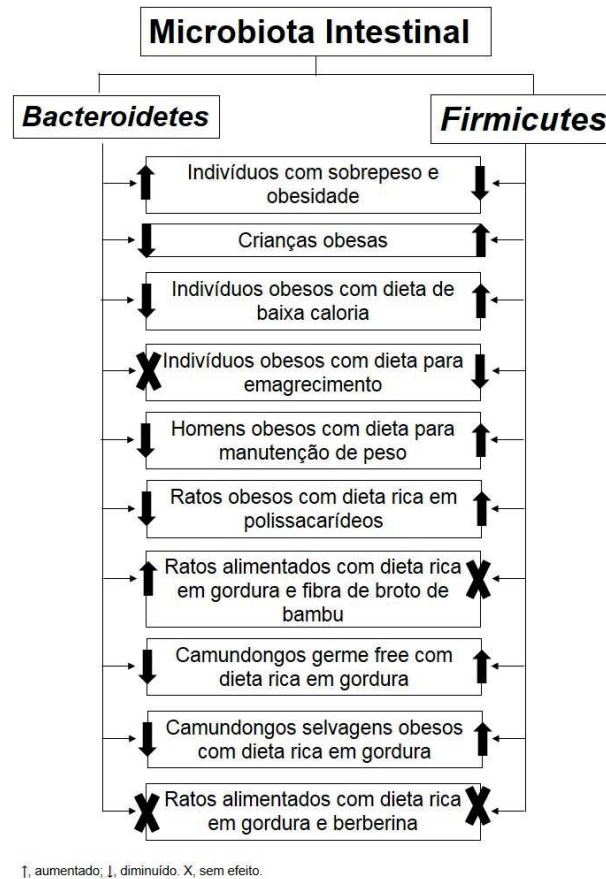 Microbiota Intestinal
Bacteroidetes
Firmicutes
Indivíduos com sobrepeso e
obesidade
Crianças obesas
Indivíduos obesos com dieta de
baixa caloria
Indivíduos obesos com dieta para
emagrecimento
Homens obesos com dieta para
manutenção de peso
Ratos obesos com dieta rica em
polissacarídeos
Ratos alimentados com dieta rica
em gordura e fibra de broto de
bambu
Camundongos germe free com
dieta rica em gordura
Camundongos selvagens obesos
com dieta rica em gordura
Ratos alimentados com dieta rica
em gordura e berberina
↑, aumentado; ↓, diminuído. X, sem efeito.